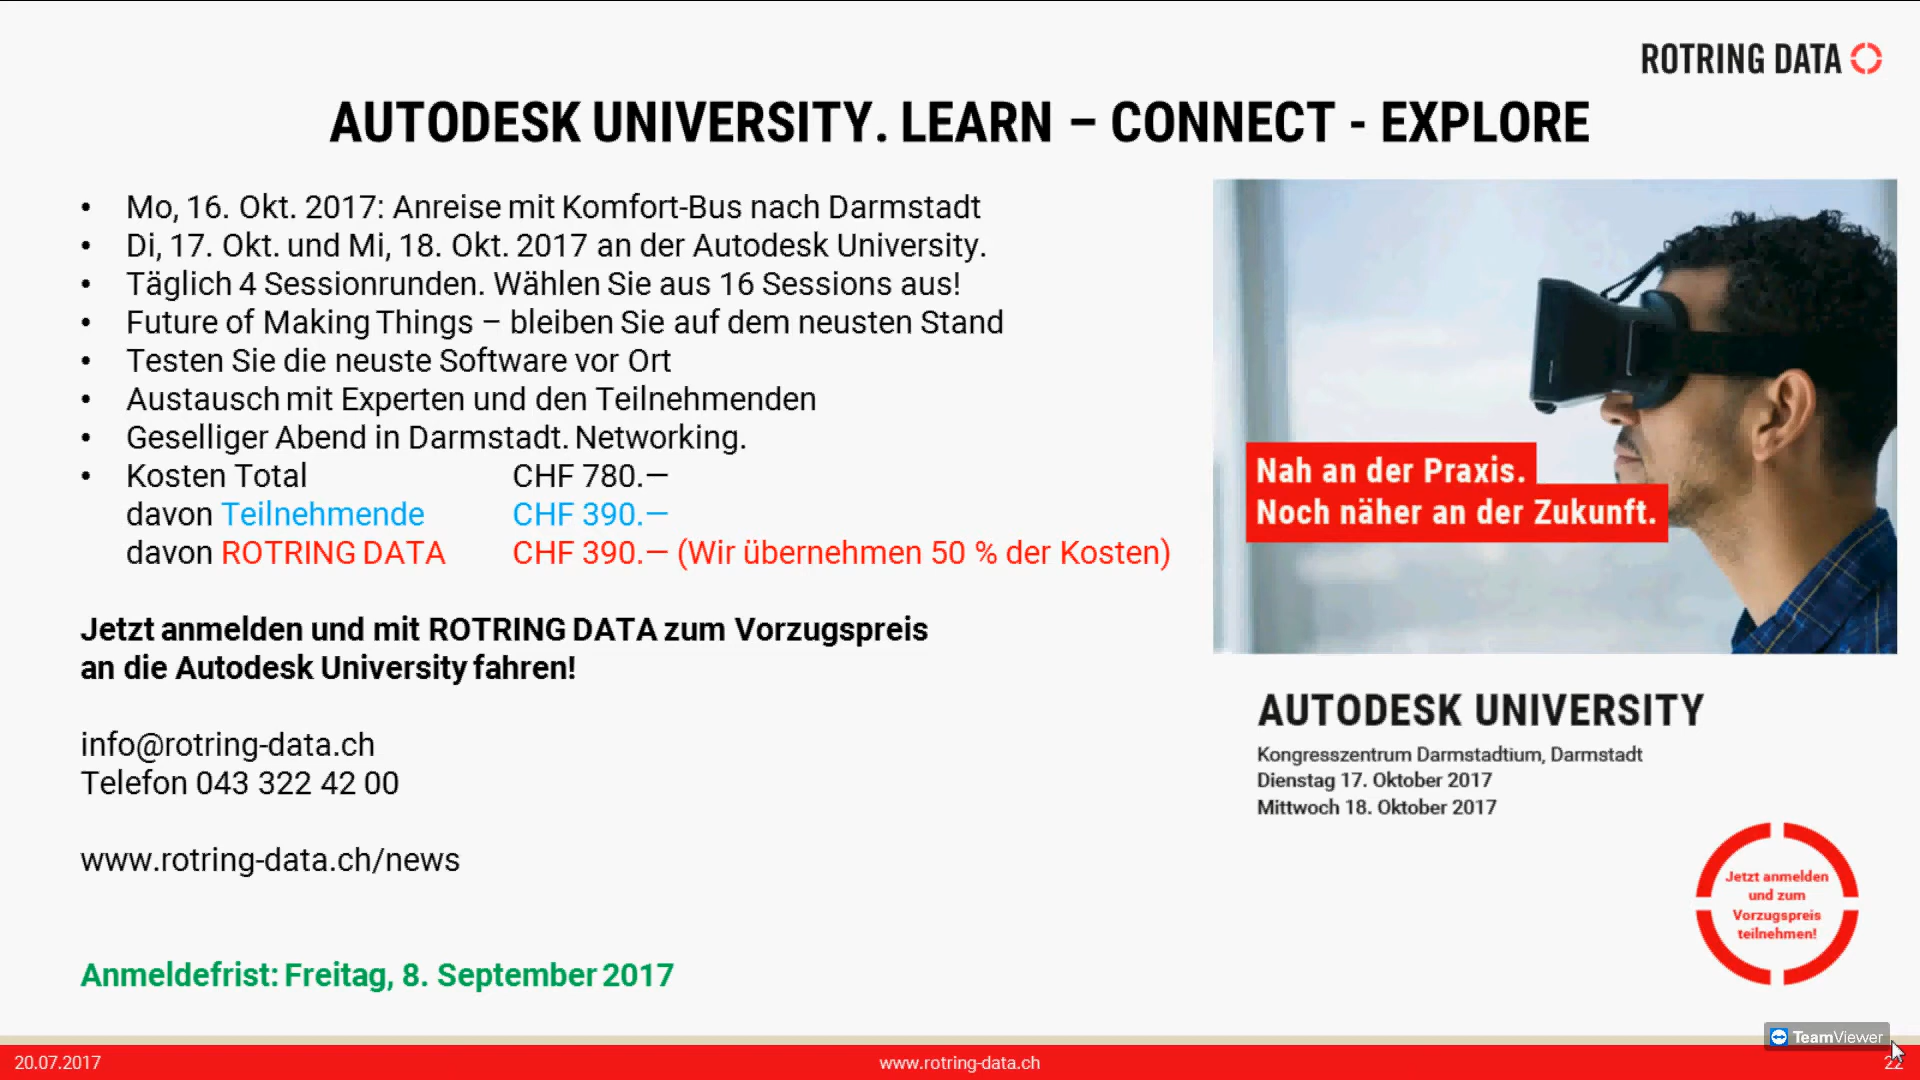 ROTRING DATA
AUTODESK UNIVERSITY. LEARN – CONNECT - EXPLORE
• Mo, 16. Okt. 2017: Anreise mit Komfort-Bus nach Darmstadt
• Di, 17. Okt. und Mi, 18. Okt. 2017 an der Autodesk University.
• Täglich 4 Sessionrunden. Wählen Sie aus 16 Sessions aus!
• Future of Making Things – bleiben Sie auf dem neusten Stand
• Testen Sie die neuste Software vor Ort
• Austausch mit Experten und den Teilnehmenden
• Geselliger Abend in Darmstadt. Networking.
• Kosten Total CHF 780.—
davon Teilnehmende CHF 390.—
davon ROTRING DATA CHF 390.— (Wir übernehmen 50 % der Kosten)
Jetzt anmelden und mit ROTRING DATA zum Vorzugspreis
an die Autodesk University fahren!
info@rotring-data.ch
Telefon 043 322 42 00
www.rotring-data.ch/news
Anmeldefrist: Freitag, 8. September 2017
Nah an der Praxis.
Noch näher an der Zukunft.
AUTODESK UNIVERSITY
Kongresszentrum Darmstadtium, Darmstadt
Dienstag 17. Oktober 2017
Mittwoch 18. Oktober 2017
Jetzt anmelden
und zum
Vorzugspreis
teilnehmen!
TeamViewer
20.07.2017
www.rotring-data.ch
22